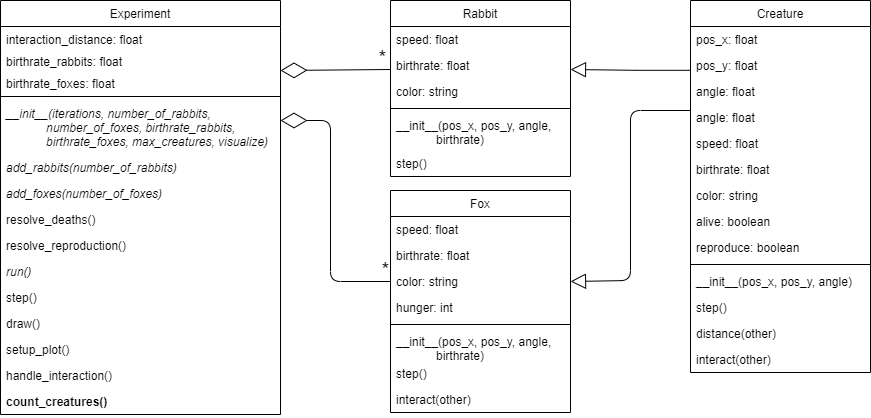 Experiment
interaction_distance: float
birthrate_rabbits: float
birthrate_foxes: float
__init__(iterations, number_of_rabbits,
number_of_foxes, birthrate_rabbits,
birthrate_foxes, max_creatures, visualize)
add_rabbits(number_of_rabbits)
add_foxes(number_of_foxes)
resolve_deaths()
resolve_reproduction()
run()
step()
draw()
setup_plot()
handle_interaction()
count_creatures()
*
*
Rabbit
speed: float
birthrate: float
color: string
__init__(pos_x, pos_y, angle,
birthrate)
step()
Fox
speed: float
birthrate: float
color: string
hunger: int
__init__(pos_x, pos_y, angle,
birthrate)
step()
interact(other)
Creature
pos_x: float
pos_y: float
angle: float
angle: float
speed: float
birthrate: float
color: string
alive: boolean
reproduce: boolean
__init__(pos_x, pos_y, angle)
step()
distance(other)
interact(other)